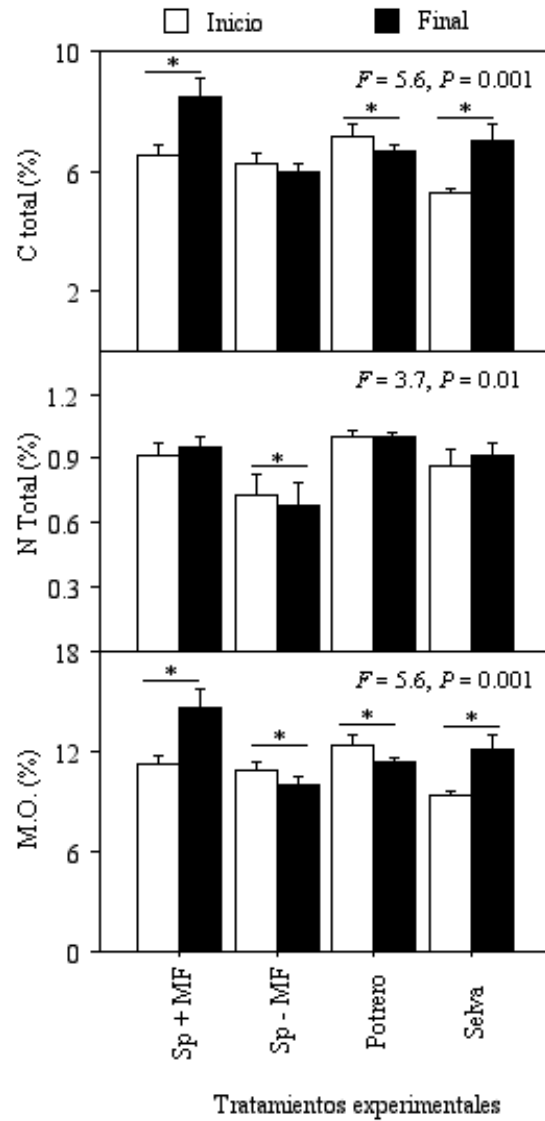 Inicio Final
C total (%)
10
6
2
F = 5.6, P = 0.001
* * *
N Total (%)
1.2
0.9
0.6
0.3
F = 3.7, P = 0.01
*
M.O. (%)
18
12
6
0
F = 5.6, P = 0.001
* * * *
Sp + MF
Sp - MF
Potrero
Selva
Tratamientos experimentales